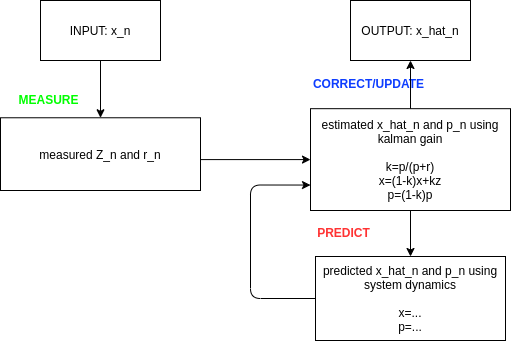 INPUT: x_n
OUTPUT: x_hat_n
MEASURE
CORRECT/UPDATE
measured Z_n and r_n
estimated x_hat_n and p_n using
kalman gain
k=p/(p+r)
x=(1-k)x+kz
p=(1-k)p
PREDICT
predicted x_hat_n and p_n using
system dynamics
x=...
p=...